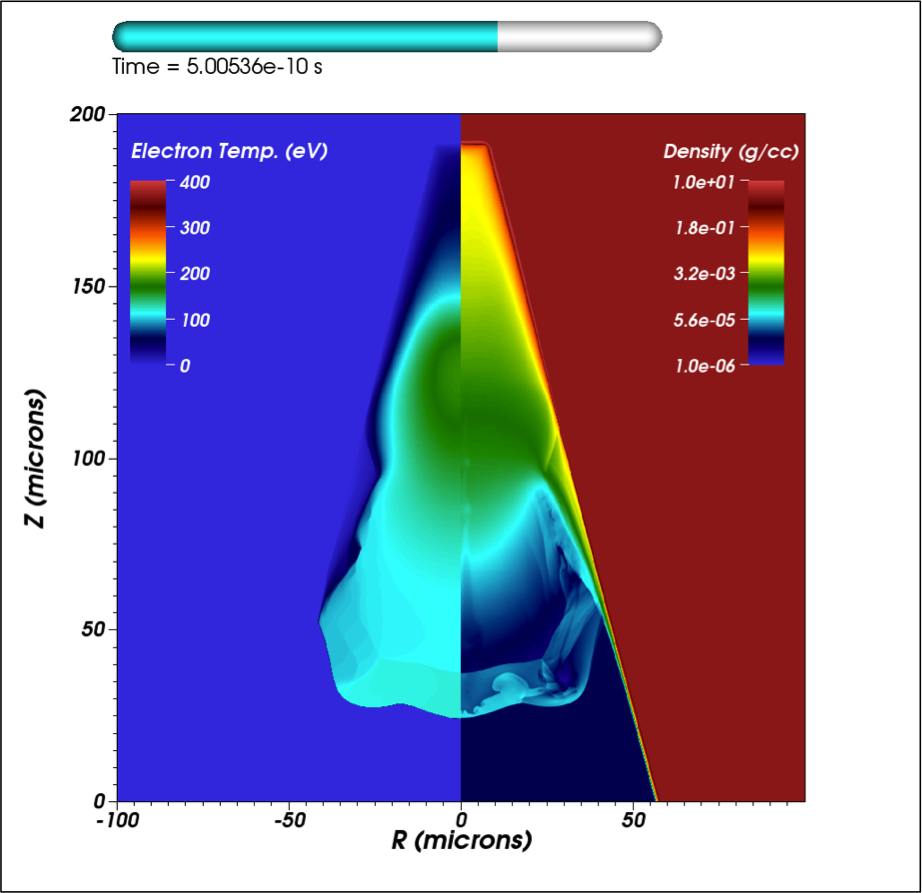 Time = 5.00536e-10 s
200
Electron Temp. (eV)
Density (g/cc)
400
1.0e+01
300
1.8e-01
200
3.2e-03
100
5.6e-05
0
1.0e-06
150
100
50
0
Z (microns)
-100
-50
0
50
R (microns)